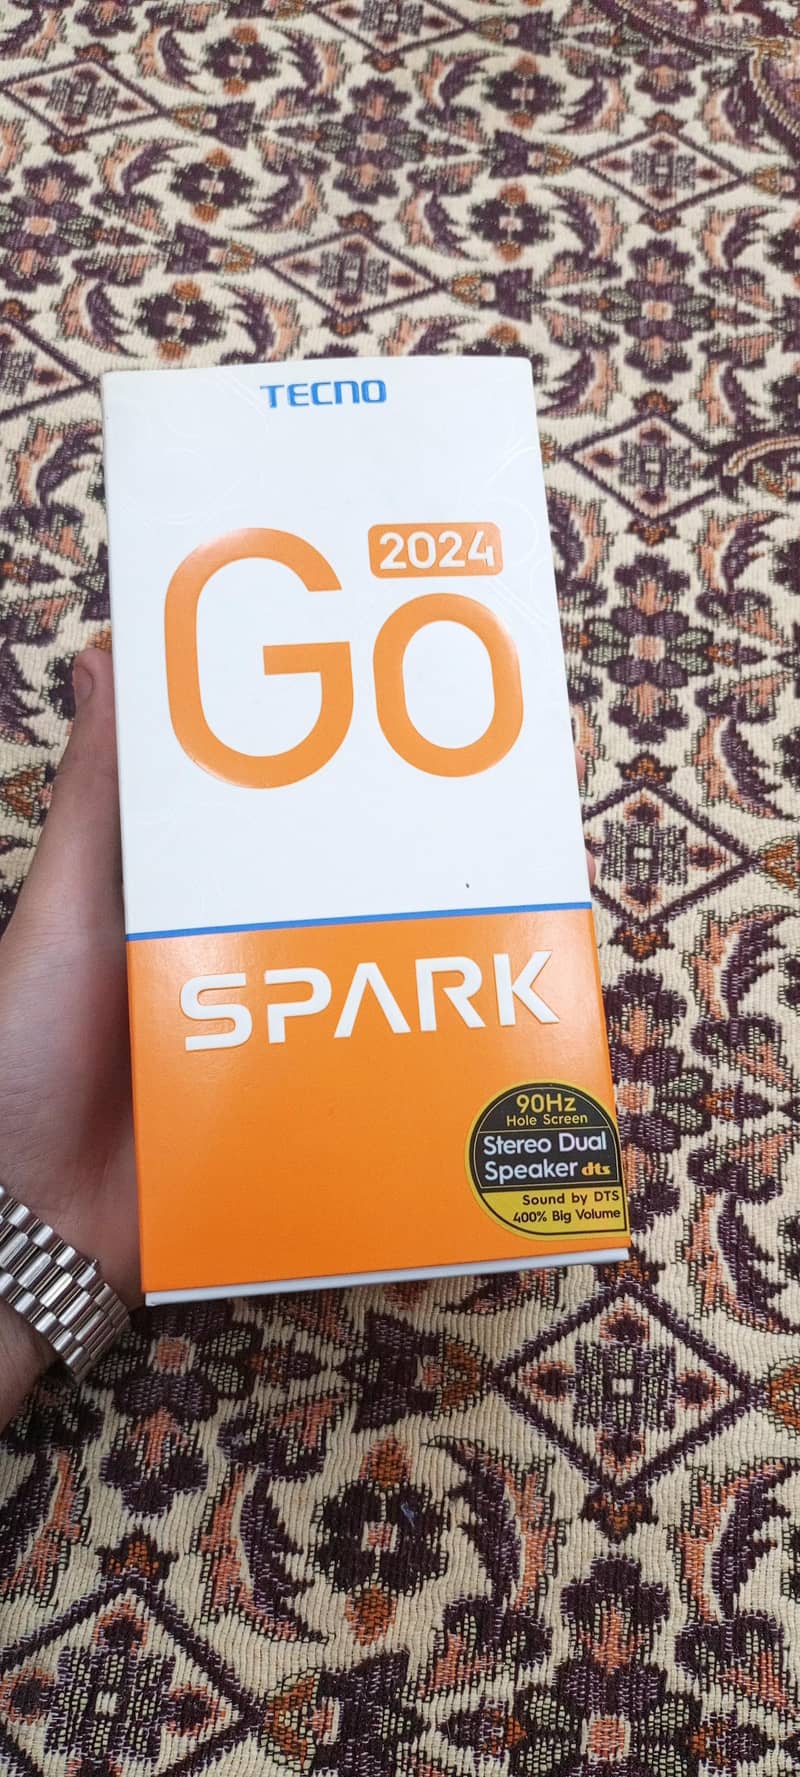 TECNO
2024
Go
SPARK
90Hz
Hole Screen
Stereo Dual
Speaker dts
Sound by DTS
400% Big Volume